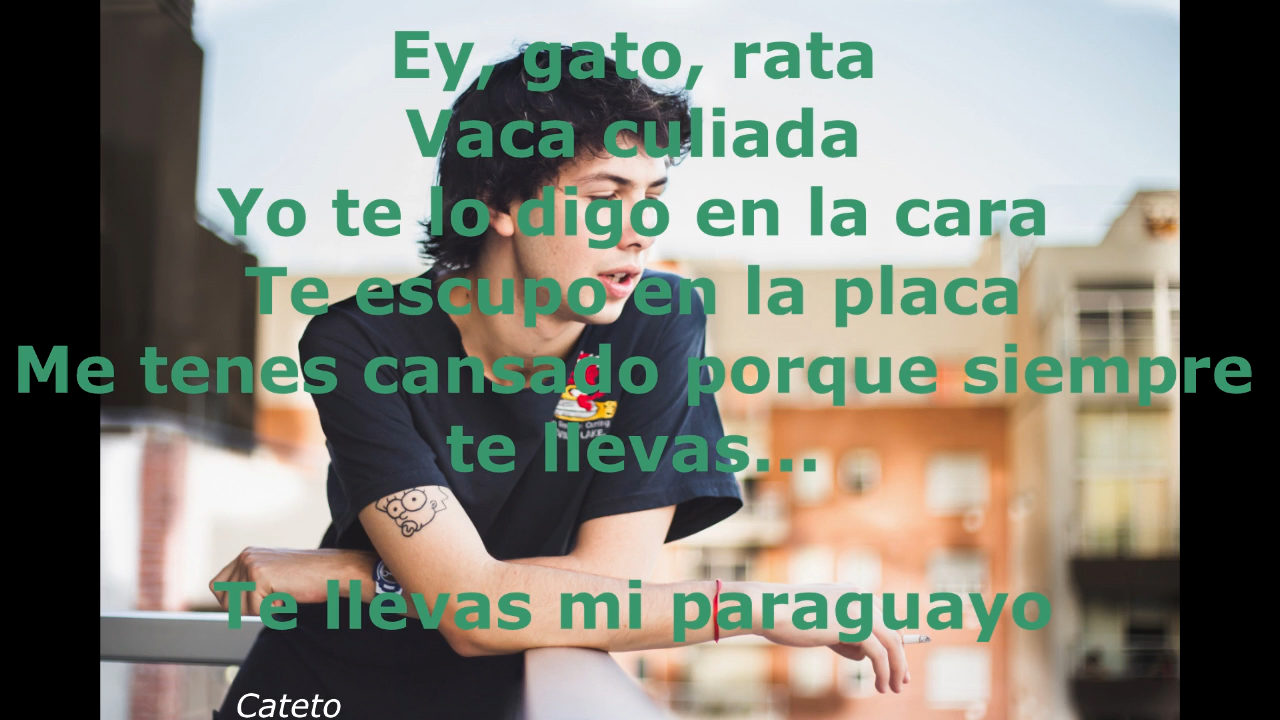 Ey, gato, rata
Vaca culiada
Yo te lo digo en la cara
Te escupo en la placa
Me tenes cansado porque siempre
te llevas...
Te llevas mi paraguayo
Cateto